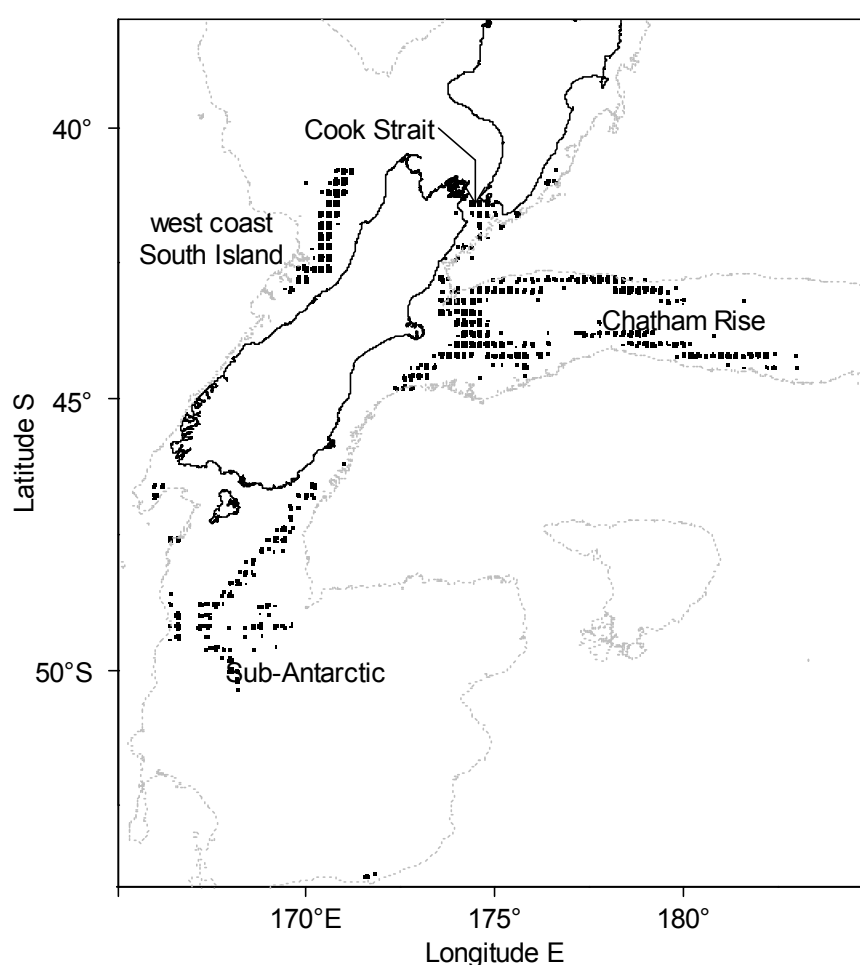 40°
Cook Strait
west coast
South Island
Chatham Rise
45°
Latitude S
50°S
Sub-Antarctic
170°E
175°
180°
Longitude E